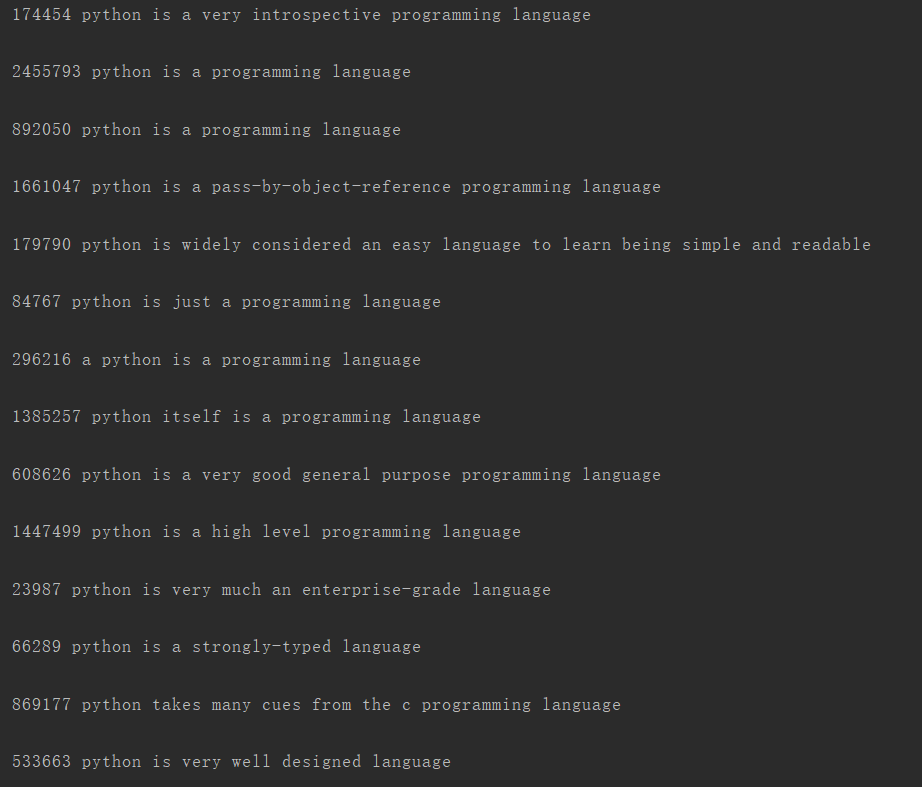 174454 python is a very introspective programming language
2455793 python is a programming language
892050 python is a programming language
1661047 python is a pass-by-object-reference programming language
179790 python is widely considered an easy language to learn being simple and readable
84767 python is just a programming language
296216 a python is a programming language
1385257 python itself is a programming language
608626 python is a very good general purpose programming language
1447499 python is a high level programming language
23987 python is very much an enterprise-grade language
66289 python is a strongly-typed language
869177 python takes many cues from the c programming language
533663 python is very well designed language